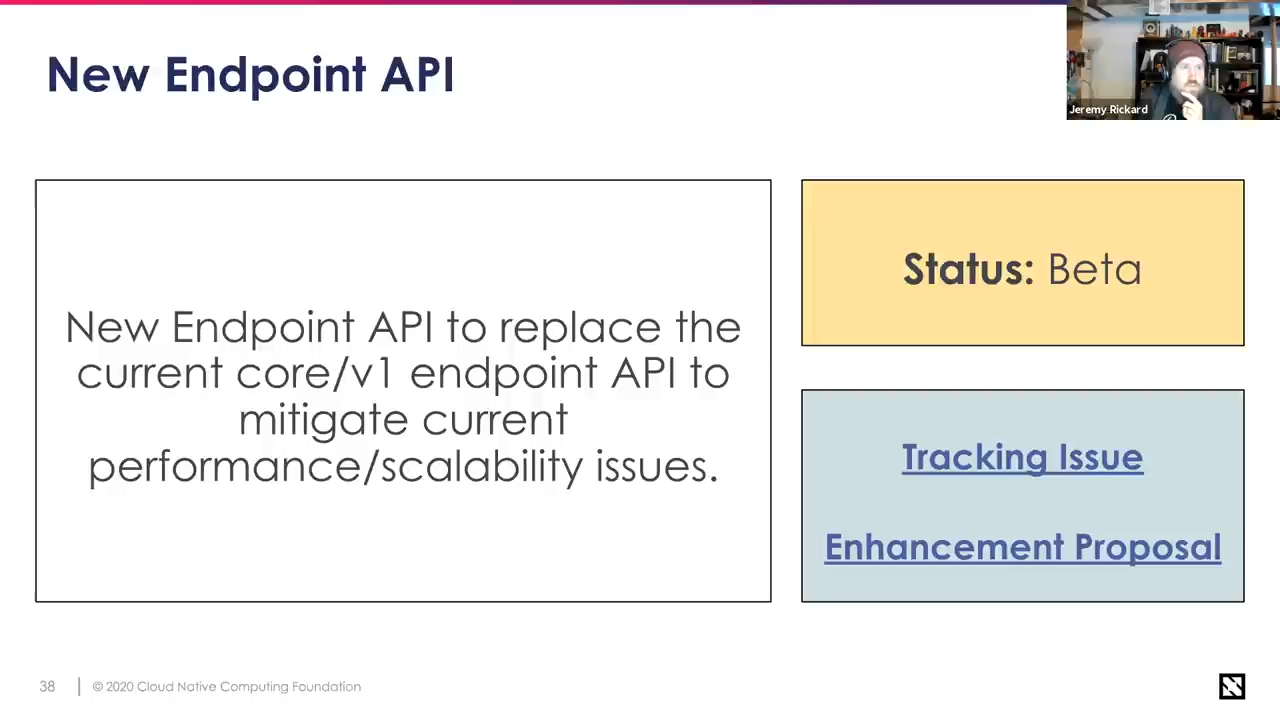 New Endpoint API
Jeremy Rickard
New Endpoint API to replace the
current core/v1 endpoint API to
mitigate current
performance/scalability issues.
Status: Beta
Tracking Issue
Enhancement Proposal
38
© 2020 Cloud Native Computing Foundation